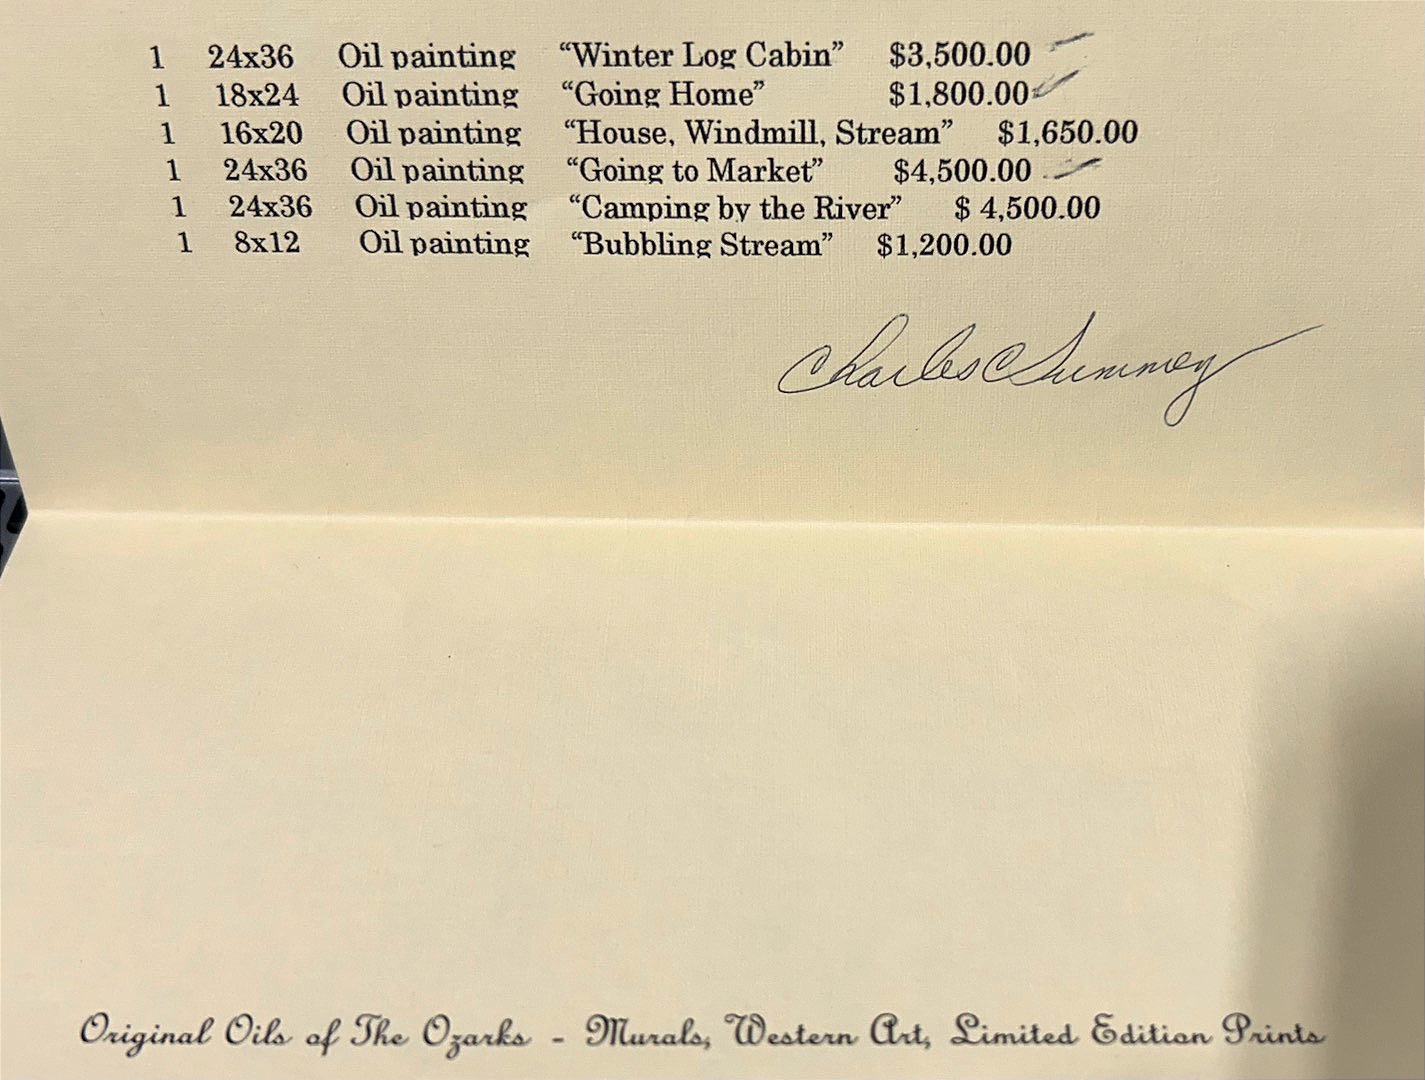 1 24x36 Oil painting “Winter Log Cabin” $3,500.00
1 18x24 Oil painting “Going Home” $1,800.00
1 16x20 Oil painting “House, Windmill, Stream” $1,650.00
1 24x36 Oil painting “Going to Market” $4,500.00
1 24x36 Oil painting “Camping by the River” $ 4,500.00
1 8x12 Oil painting “Bubbling Stream” $1,200.00
Charles C Summey
Original Oils of The Ozarks - Murals, Western Art, Limited Edition Prints